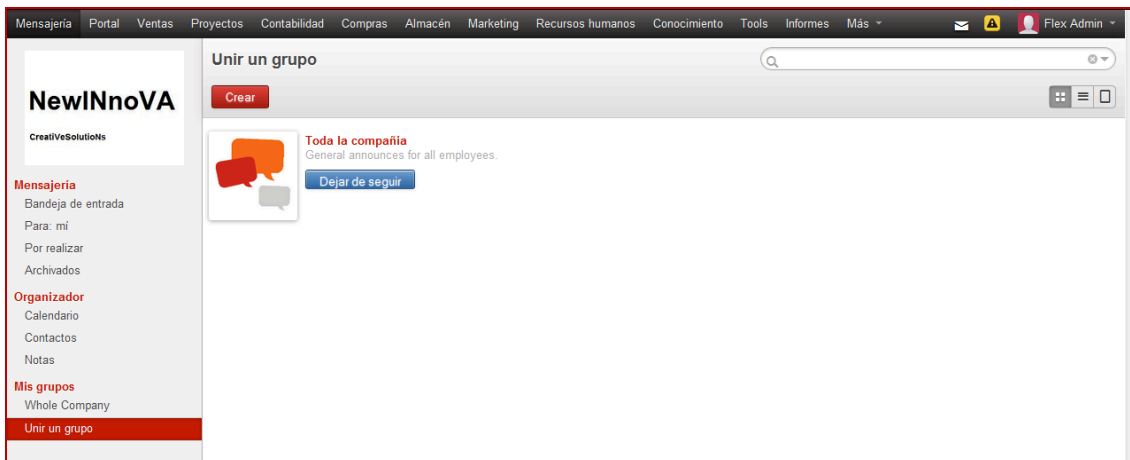 Mensajería Portal Ventas Proyectos Contabilidad Compras Almacén Marketing Recursos humanos Conocimiento Tools Informes Más Flex Admin
NewINnoVA
CreatiVeSolutioNs
Unir un grupo
Crear
Toda la compañia
General announces for all employees.
Dejar de seguir
Mensajería
Bandeja de entrada
Para: mí
Por realizar
Archivados
Organizador
Calendario
Contactos
Notas
Mis grupos
Whole Company
Unir un grupo